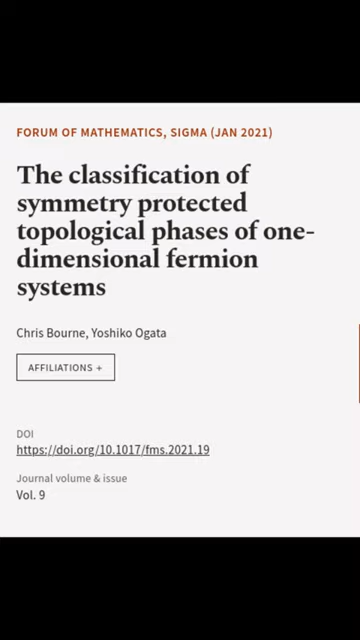 FORUM OF MATHEMATICS, SIGMA (JAN 2021)
The classification of
symmetry protected
topological phases of one-
dimensional fermion
systems
Chris Bourne, Yoshiko Ogata
AFFILIATIONS +
DOI
https://doi.org/10.1017/fms.2021.19
Journal volume & issue
Vol. 9